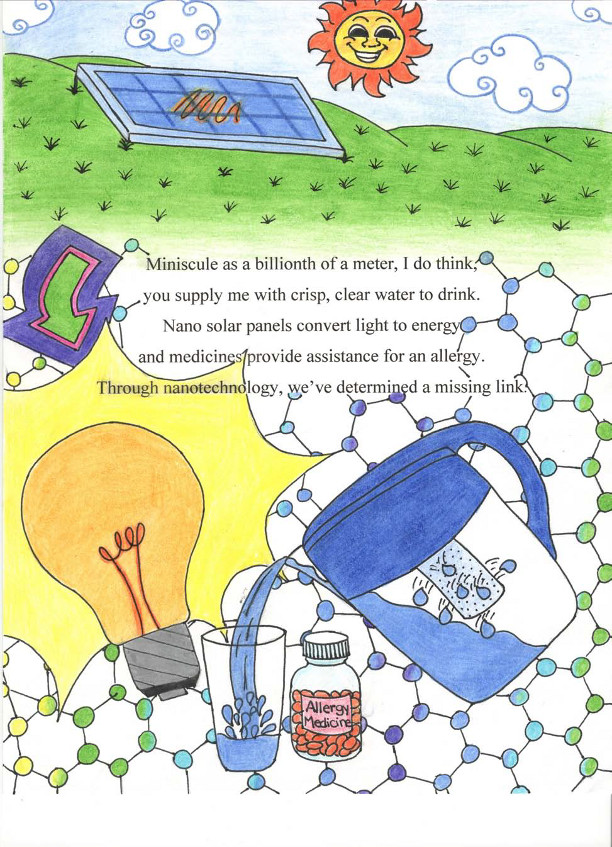 Miniscule as a billionth of a meter, I do think,
you supply me with crisp, clear water to drink.
Nano solar panels convert light to energy
and medicines provide assistance for an allergy.
Through nanotechnology, we've determined a missing link.
Allergy
Medicine